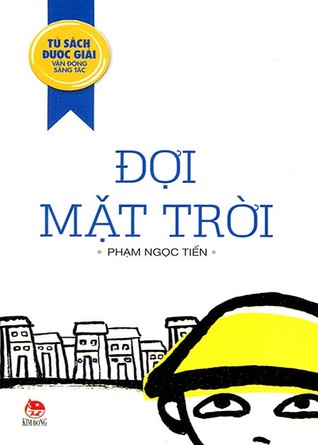 TỦ SÁCH
ĐƯỢC GIẢI
VẬN ĐỘNG
SÁNG TÁC
ĐỢI
MẶT TRỜI
PHẠM NGỌC TIẾN
KIM ĐỒNG